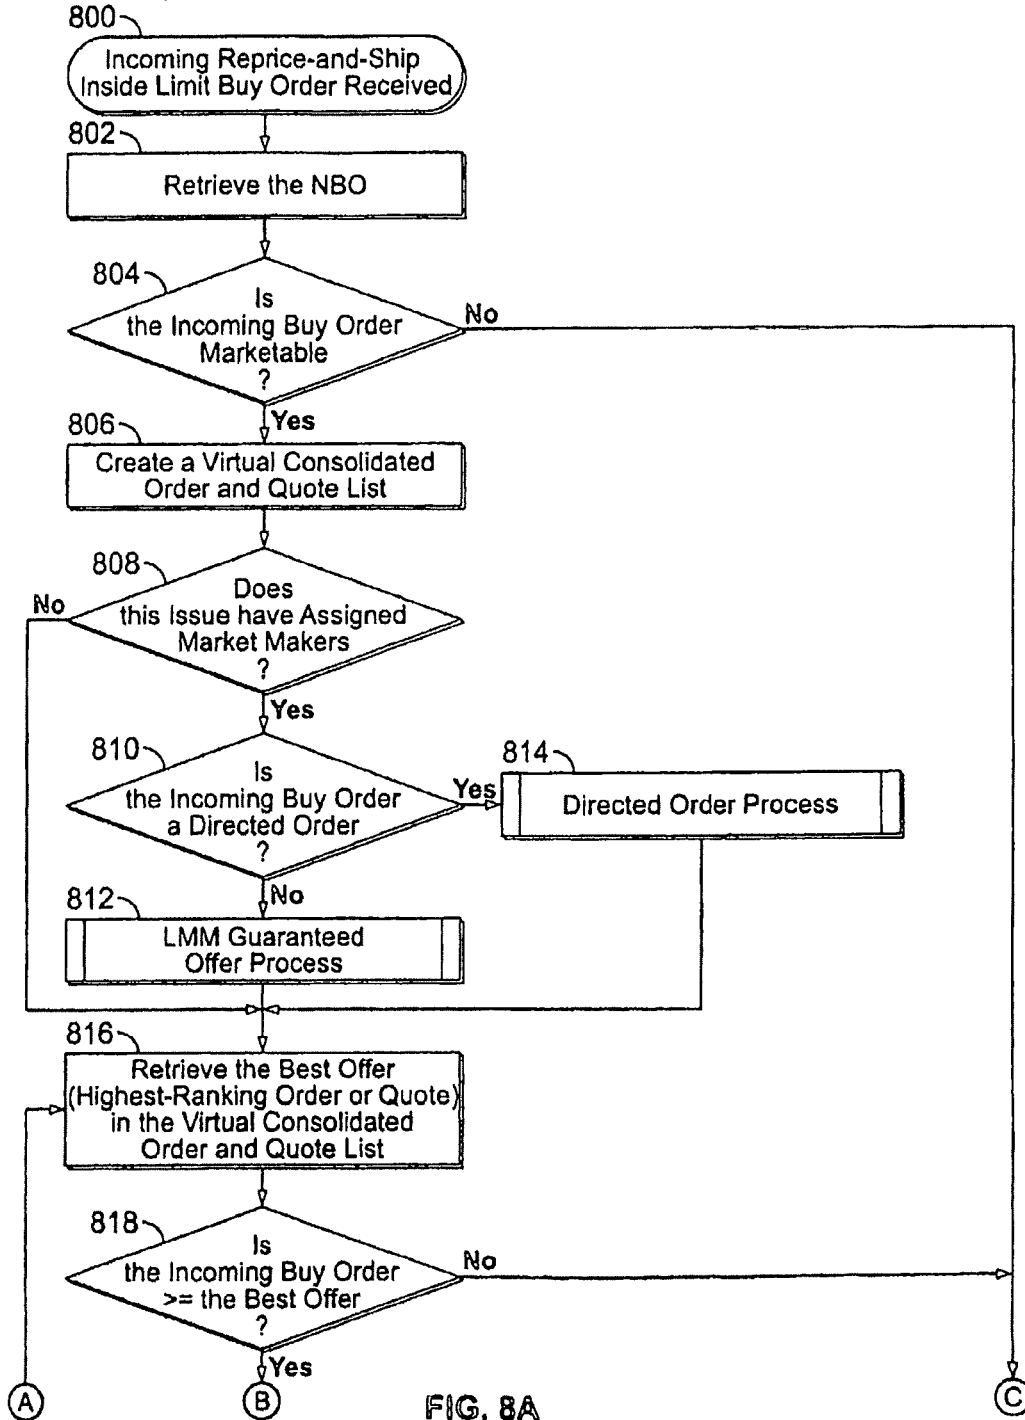 800
Incoming Reprice-and-Ship
Inside Limit Buy Order Received
802
Retrieve the NBO
804
Is
the Incoming Buy Order
Marketable
?
No
Yes
806
Create a Virtual Consolidated
Order and Quote List
808
Does
this Issue have Assigned
Market Makers
?
No
Yes
810
Is
the Incoming Buy Order
a Directed Order
?
Yes
814
Directed Order Process
No
812
LMM Guaranteed
Offer Process
816
Retrieve the Best Offer
(Highest-Ranking Order or Quote)
in the Virtual Consolidated
Order and Quote List
818
Is
the Incoming Buy Order
>= the Best Offer
?
No
Yes
A
B
C
FIG. 8A